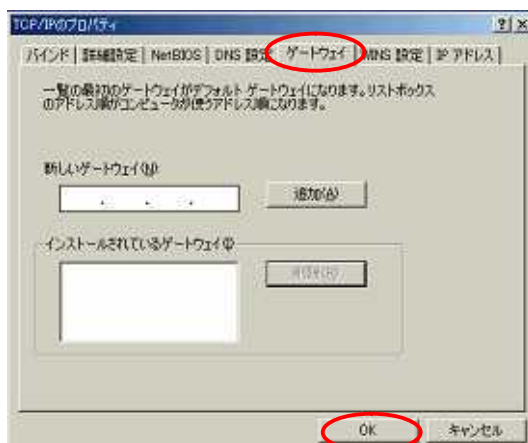 TCP/IPのプロパティ
バインド 詳細設定 NetBIOS DNS 設定 ゲートウェイ WINS 設定 IP アドレス
一覧の最初のゲートウェイがデフォルト ゲートウェイになります。リストボックス
のアドレス順がコンピュータが使うアドレス順になります。
新しいゲートウェイ(N):
追加(A)
インストールされているゲートウェイ(I)
削除(R)
OK キャンセル